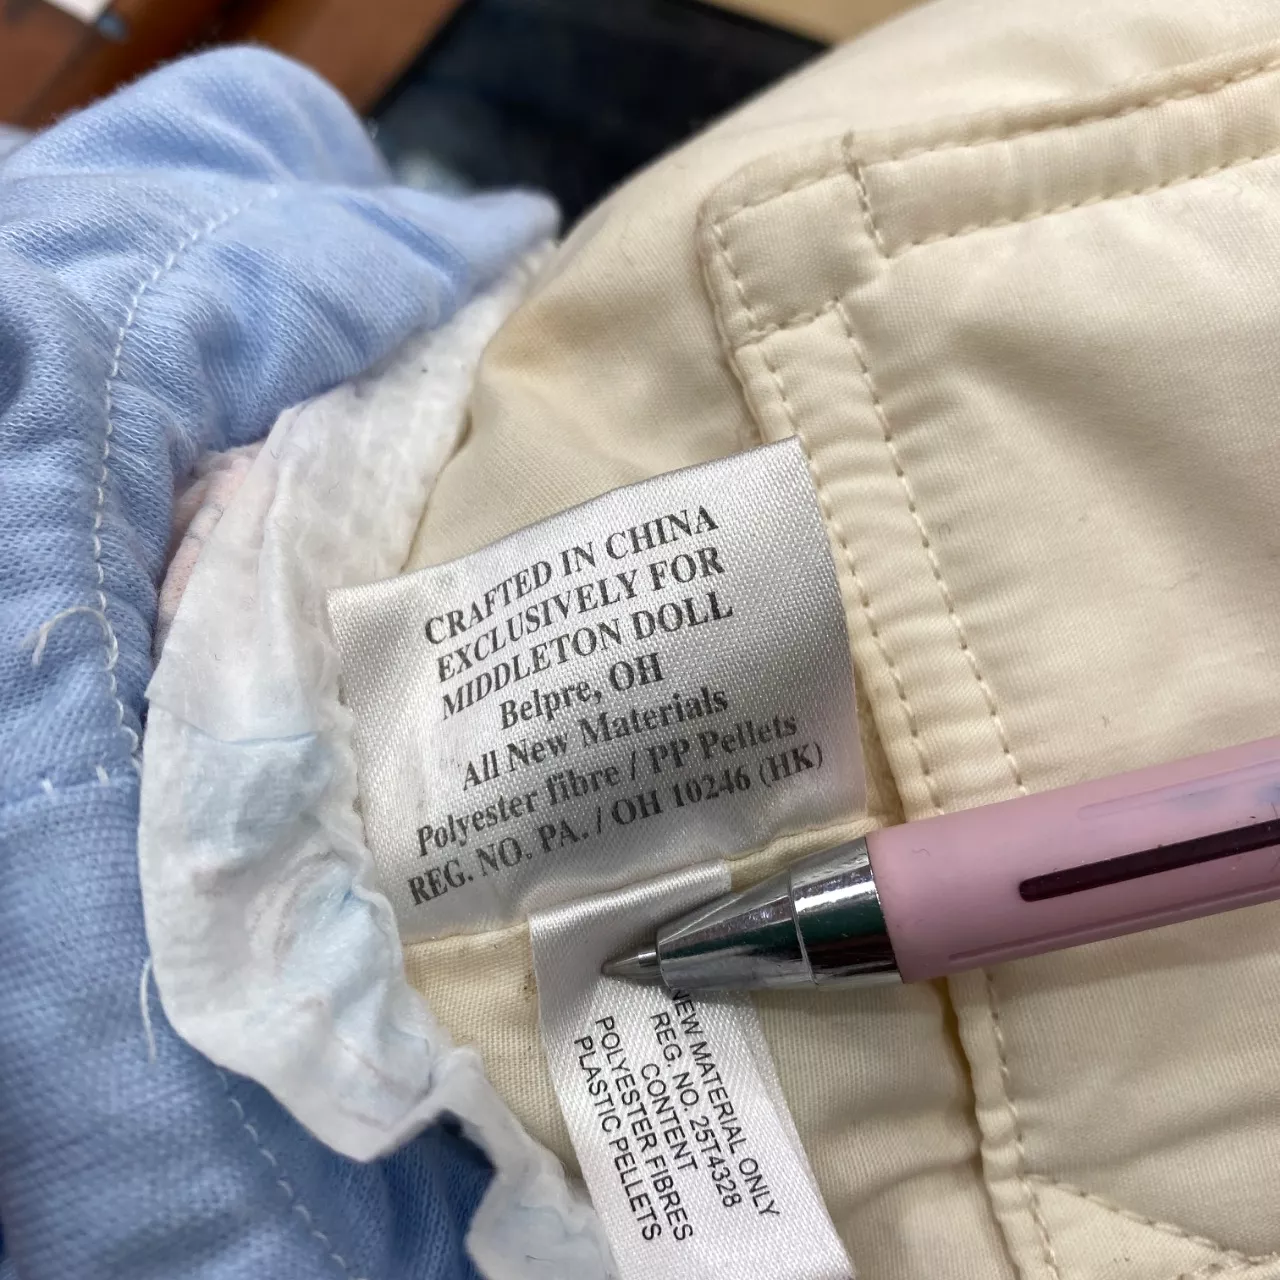 CRAFTED IN CHINA
EXCLUSIVELY FOR
MIDDLETON DOLL
Belpre, OH
All New Materials
Polyester fibre / PP Pellets
REG. NO. PA. / OH 10246 (HK)
NEW MATERIAL ONLY
REG. NO. 25T4328
CONTENT
POLYESTER FIBRES
PLASTIC PELLETS